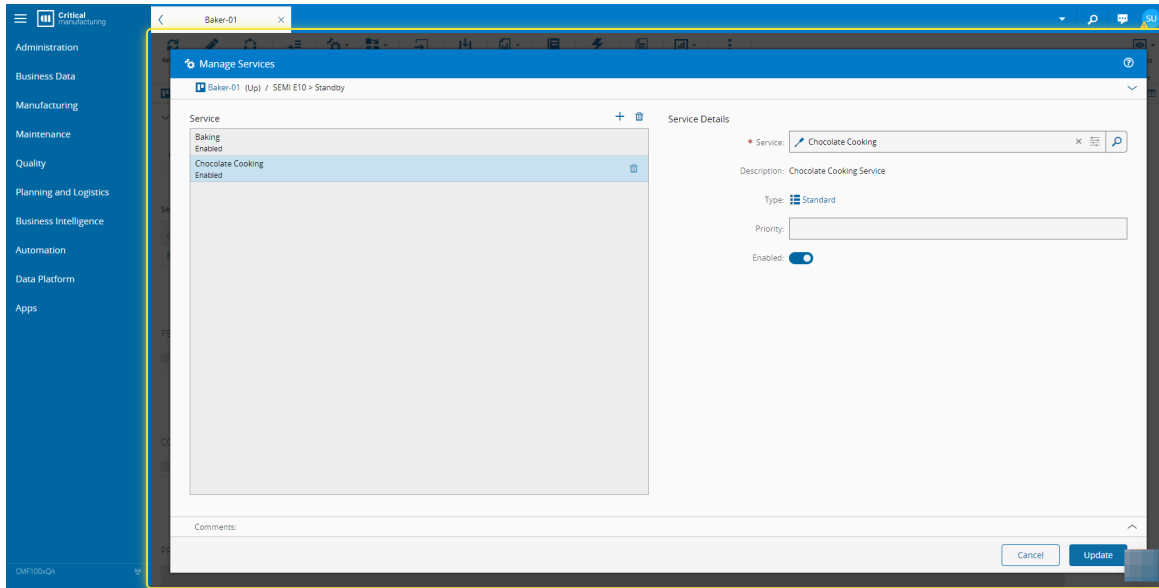 Critical
manufacturing
Baker-01
SU
Administration
Business Data
Manufacturing
Maintenance
Quality
Planning and Logistics
Business Intelligence
Automation
Data Platform
Apps
Manage Services
Baker-01 (Up) / SEMI E10 > Standby
Service
Baking
Enabled
Chocolate Cooking
Enabled
Service Details
* Service: Chocolate Cooking
Description: Chocolate Cooking Service
Type: Standard
Priority:
Enabled:
Comments:
Cancel Update